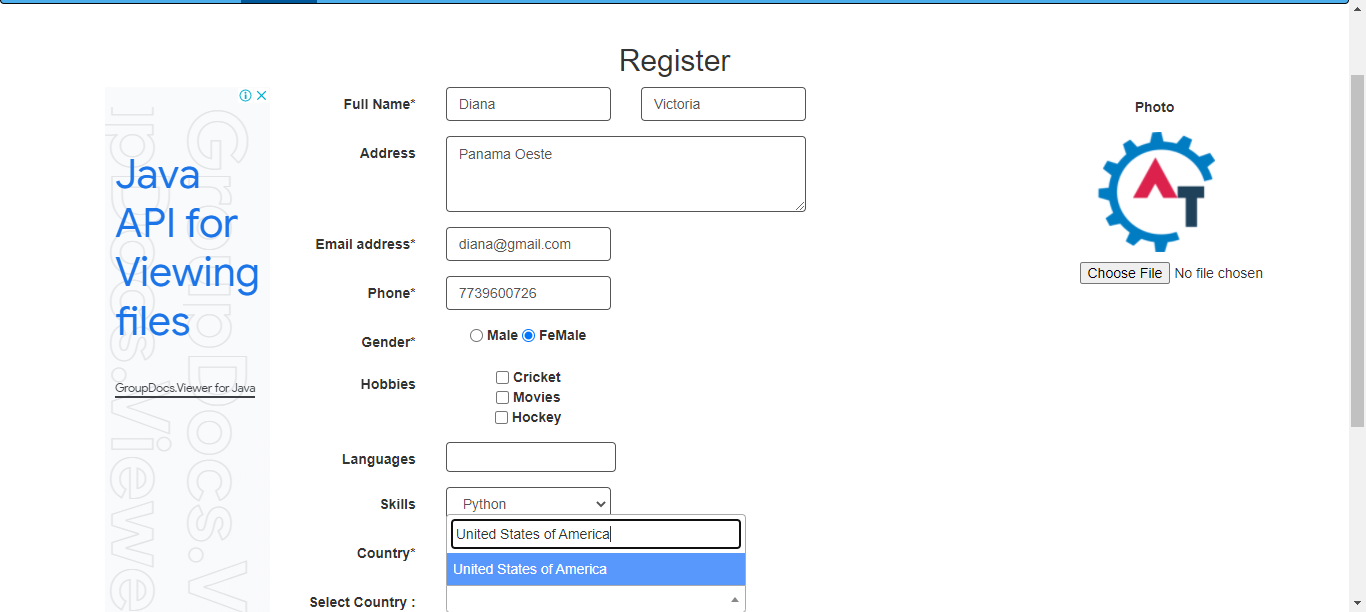 Register
Full Name* Diana Victoria
Photo
Address Panama Oeste
AT
Choose File No file chosen
Email address* diana@gmail.com
Phone* 7739600726
Gender* Male FeMale
Hobbies Cricket
Movies
Hockey
Languages
Skills Python
United States of America
Country*
United States of America
Select Country :
Java
API for
Viewing
files
GroupDocs.Viewer for Java